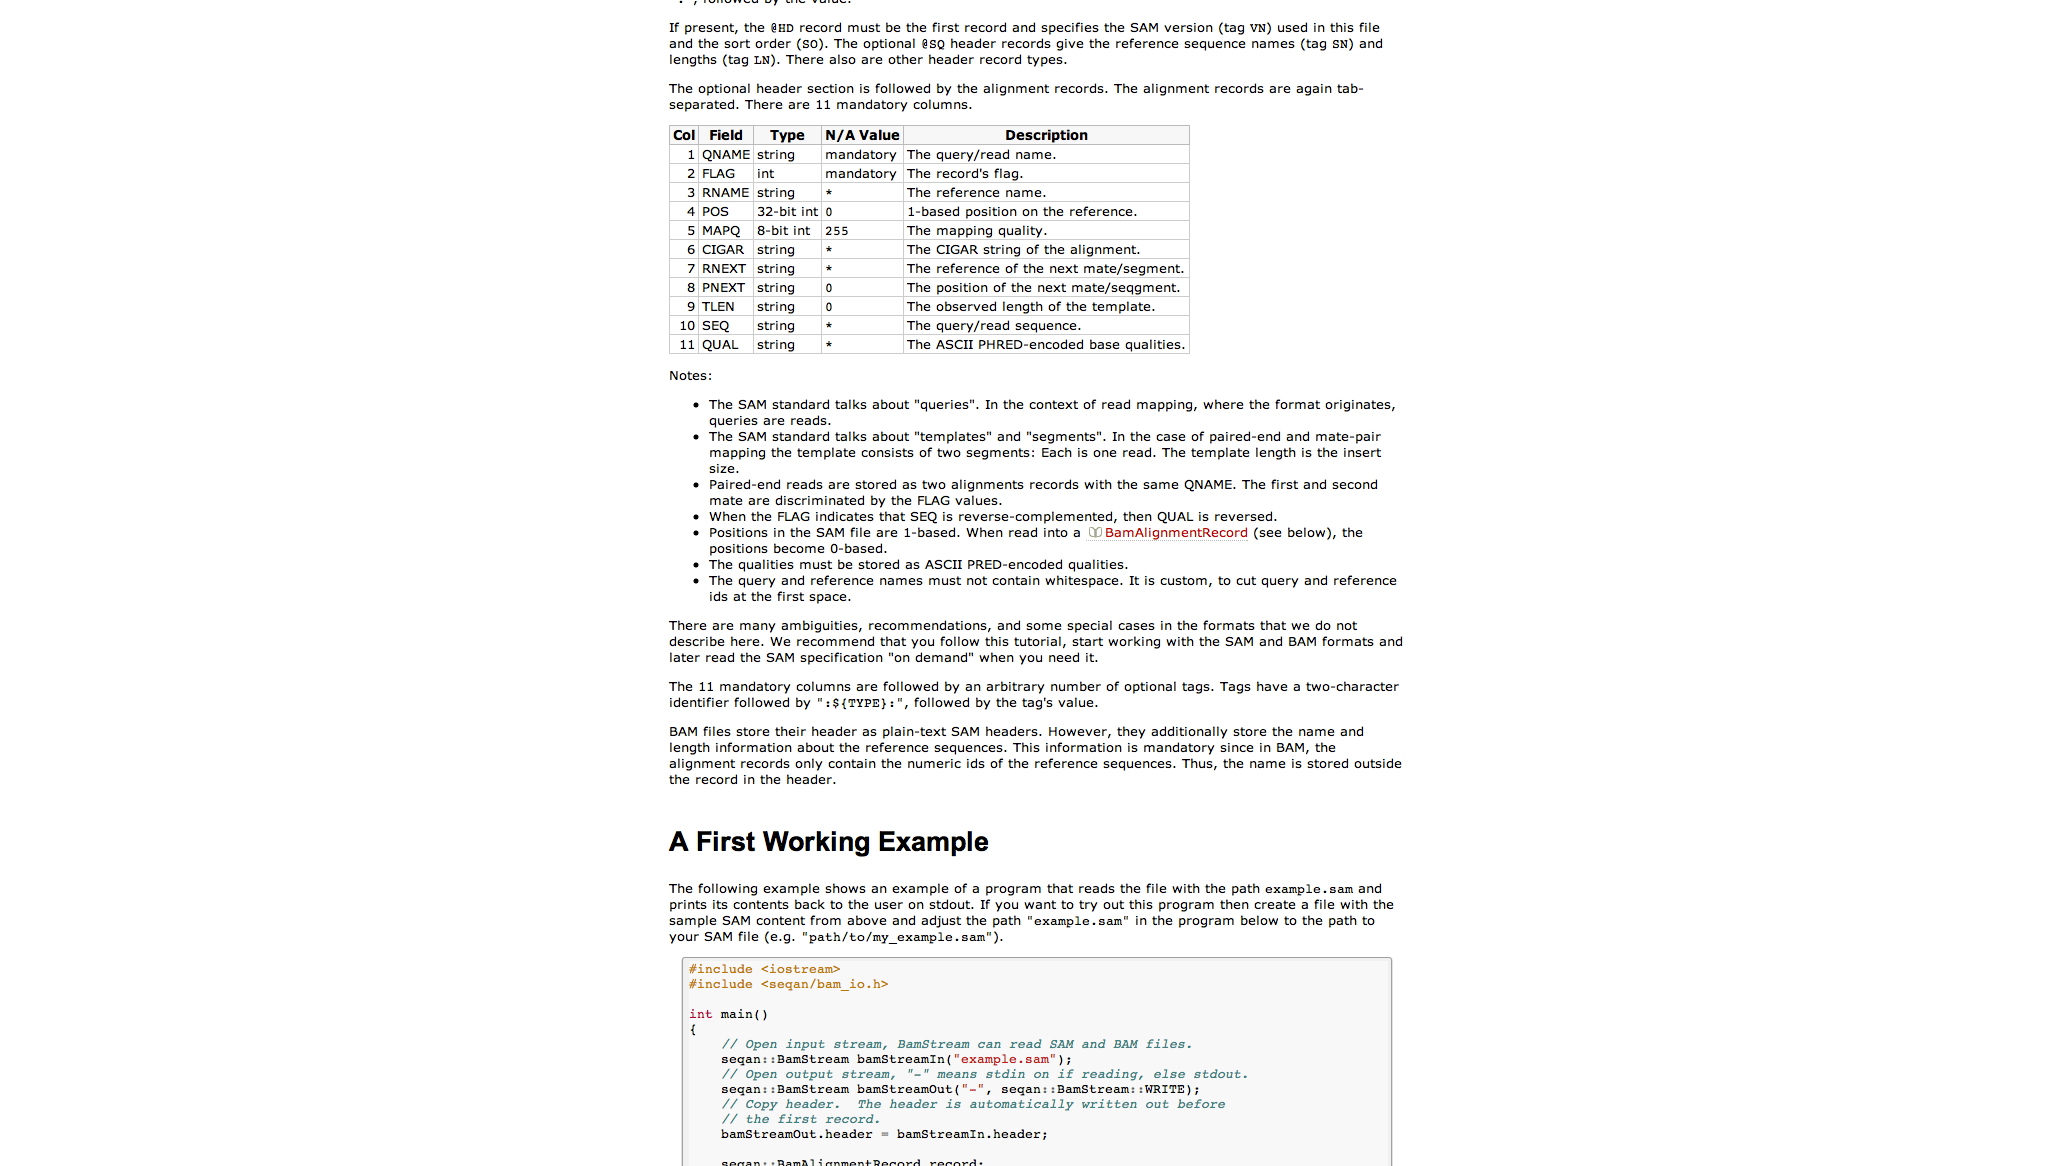 ":", followed by the value.
If present, the @HD record must be the first record and specifies the SAM version (tag VN) used in this file
and the sort order (SO). The optional @SQ header records give the reference sequence names (tag SN) and
lengths (tag LN). There also are other header record types.
The optional header section is followed by the alignment records. The alignment records are again tab-
separated. There are 11 mandatory columns.
Col Field Type N/A Value Description
1 QNAME string mandatory The query/read name.
2 FLAG int mandatory The record's flag.
3 RNAME string * The reference name.
4 POS 32-bit int 0 1-based position on the reference.
5 MAPQ 8-bit int 255 The mapping quality.
6 CIGAR string * The CIGAR string of the alignment.
7 RNEXT string * The reference of the next mate/segment.
8 PNEXT string 0 The position of the next mate/seqgment.
9 TLEN string 0 The observed length of the template.
10 SEQ string * The query/read sequence.
11 QUAL string * The ASCII PHRED-encoded base qualities.
Notes:
• The SAM standard talks about "queries". In the context of read mapping, where the format originates,
queries are reads.
• The SAM standard talks about "templates" and "segments". In the case of paired-end and mate-pair
mapping the template consists of two segments: Each is one read. The template length is the insert
size.
• Paired-end reads are stored as two alignments records with the same QNAME. The first and second
mate are discriminated by the FLAG values.
• When the FLAG indicates that SEQ is reverse-complemented, then QUAL is reversed.
• Positions in the SAM file are 1-based. When read into a BamAlignmentRecord (see below), the
positions become 0-based.
• The qualities must be stored as ASCII PRED-encoded qualities.
• The query and reference names must not contain whitespace. It is custom, to cut query and reference
ids at the first space.
There are many ambiguities, recommendations, and some special cases in the formats that we do not
describe here. We recommend that you follow this tutorial, start working with the SAM and BAM formats and
later read the SAM specification "on demand" when you need it.
The 11 mandatory columns are followed by an arbitrary number of optional tags. Tags have a two-character
identifier followed by ":${TYPE}:", followed by the tag's value.
BAM files store their header as plain-text SAM headers. However, they additionally store the name and
length information about the reference sequences. This information is mandatory since in BAM, the
alignment records only contain the numeric ids of the reference sequences. Thus, the name is stored outside
the record in the header.
A First Working Example
The following example shows an example of a program that reads the file with the path example.sam and
prints its contents back to the user on stdout. If you want to try out this program then create a file with the
sample SAM content from above and adjust the path "example.sam" in the program below to the path to
your SAM file (e.g. "path/to/my_example.sam").
#include <iostream>
#include <seqan/bam_io.h>
int main()
{
// Open input stream, BamStream can read SAM and BAM files.
seqan::BamStream bamStreamIn("example.sam");
// Open output stream, "-" means stdin on if reading, else stdout.
seqan::BamStream bamStreamOut("-", seqan::BamStream::WRITE);
// Copy header.  The header is automatically written out before
// the first record.
bamStreamOut.header = bamStreamIn.header;
seqan::BamAlignmentRecord record;